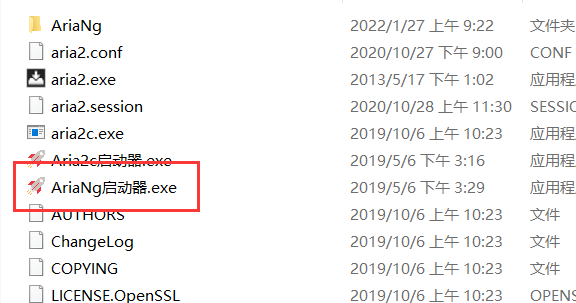 AriaNg 2022/1/27 上午 9:22 文件夹
aria2.conf 2020/10/27 下午 9:00 CONF
aria2.exe 2013/5/17 下午 1:02 应用程
aria2.session 2020/10/28 上午 11:30 SESSIO
aria2c.exe 2019/10/6 上午 10:23 应用程
Aria2c启动器.exe 2019/5/6 下午 3:16 应用程
AriaNg启动器.exe 2019/5/6 下午 3:29 应用程
AUTHORS 2019/10/6 上午 10:23 文件
ChangeLog 2019/10/6 上午 10:23 文件
COPYING 2019/10/6 上午 10:23 文件
LICENSE.OpenSSL 2019/10/6 上午 10:23 OPENS